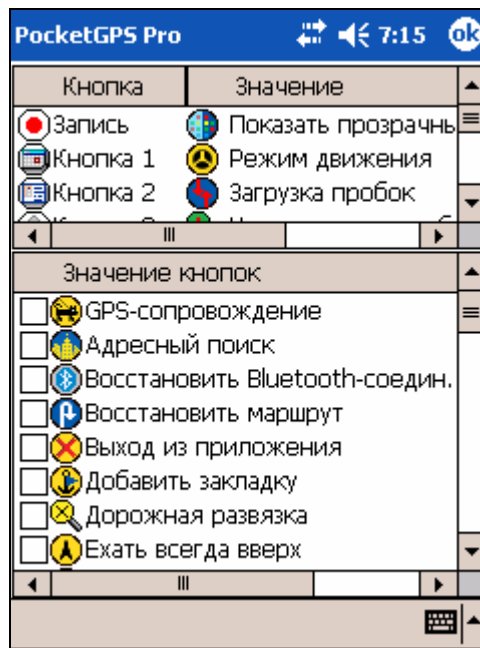 PocketGPS Pro 7:15 ok
Кнопка Значение
Запись Показать прозрачнь
Кнопка 1 Режим движения
Кнопка 2 Загрузка пробок
Значение кнопок
GPS-сопровождение
Адресный поиск
Восстановить Bluetooth-соедин.
Восстановить маршрут
Выход из приложения
Добавить закладку
Дорожная развязка
Ехать всегда вверх